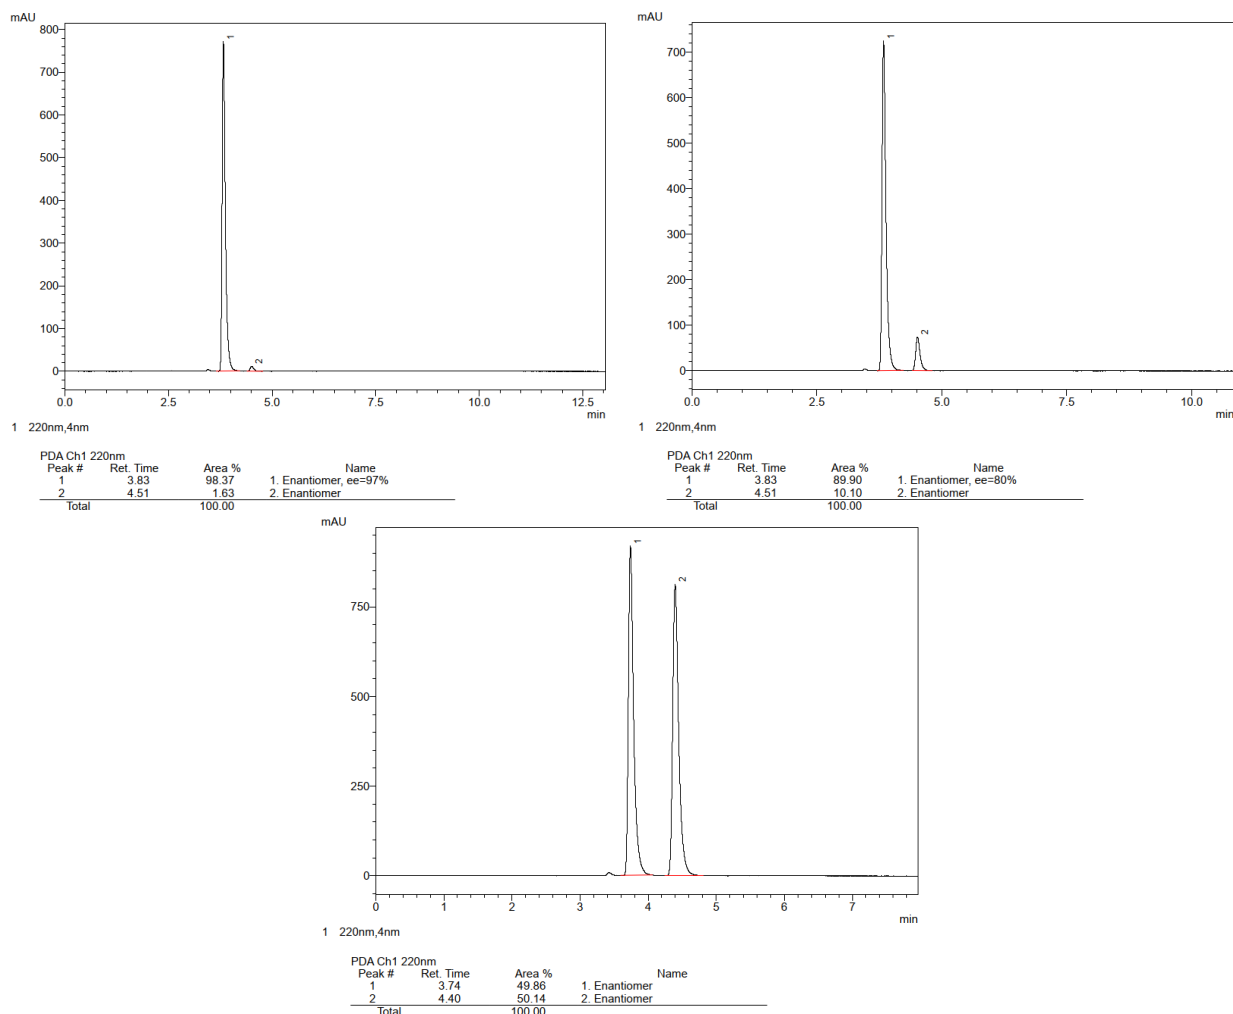 mAU
800
700
600
500
400
300
200
100
0
1
2
0.0 2.5 5.0 7.5 10.0 12.5
min
1 220nm,4nm
PDA Ch1 220nm
Peak # Ret. Time Area % Name
1 3.83 98.37 1. Enantiomer, ee=97%
2 4.51 1.63 2. Enantiomer
Total 100.00
mAU
700
600
500
400
300
200
100
0
1
2
0.0 2.5 5.0 7.5 10.0
min
1 220nm,4nm
PDA Ch1 220nm
Peak # Ret. Time Area % Name
1 3.83 89.90 1. Enantiomer, ee=80%
2 4.51 10.10 2. Enantiomer
Total 100.00
mAU
750
500
250
0
1
2
0 1 2 3 4 5 6 7
min
1 220nm,4nm
PDA Ch1 220nm
Peak # Ret. Time Area % Name
1 3.74 49.86 1. Enantiomer
2 4.40 50.14 2. Enantiomer
Total 100.00